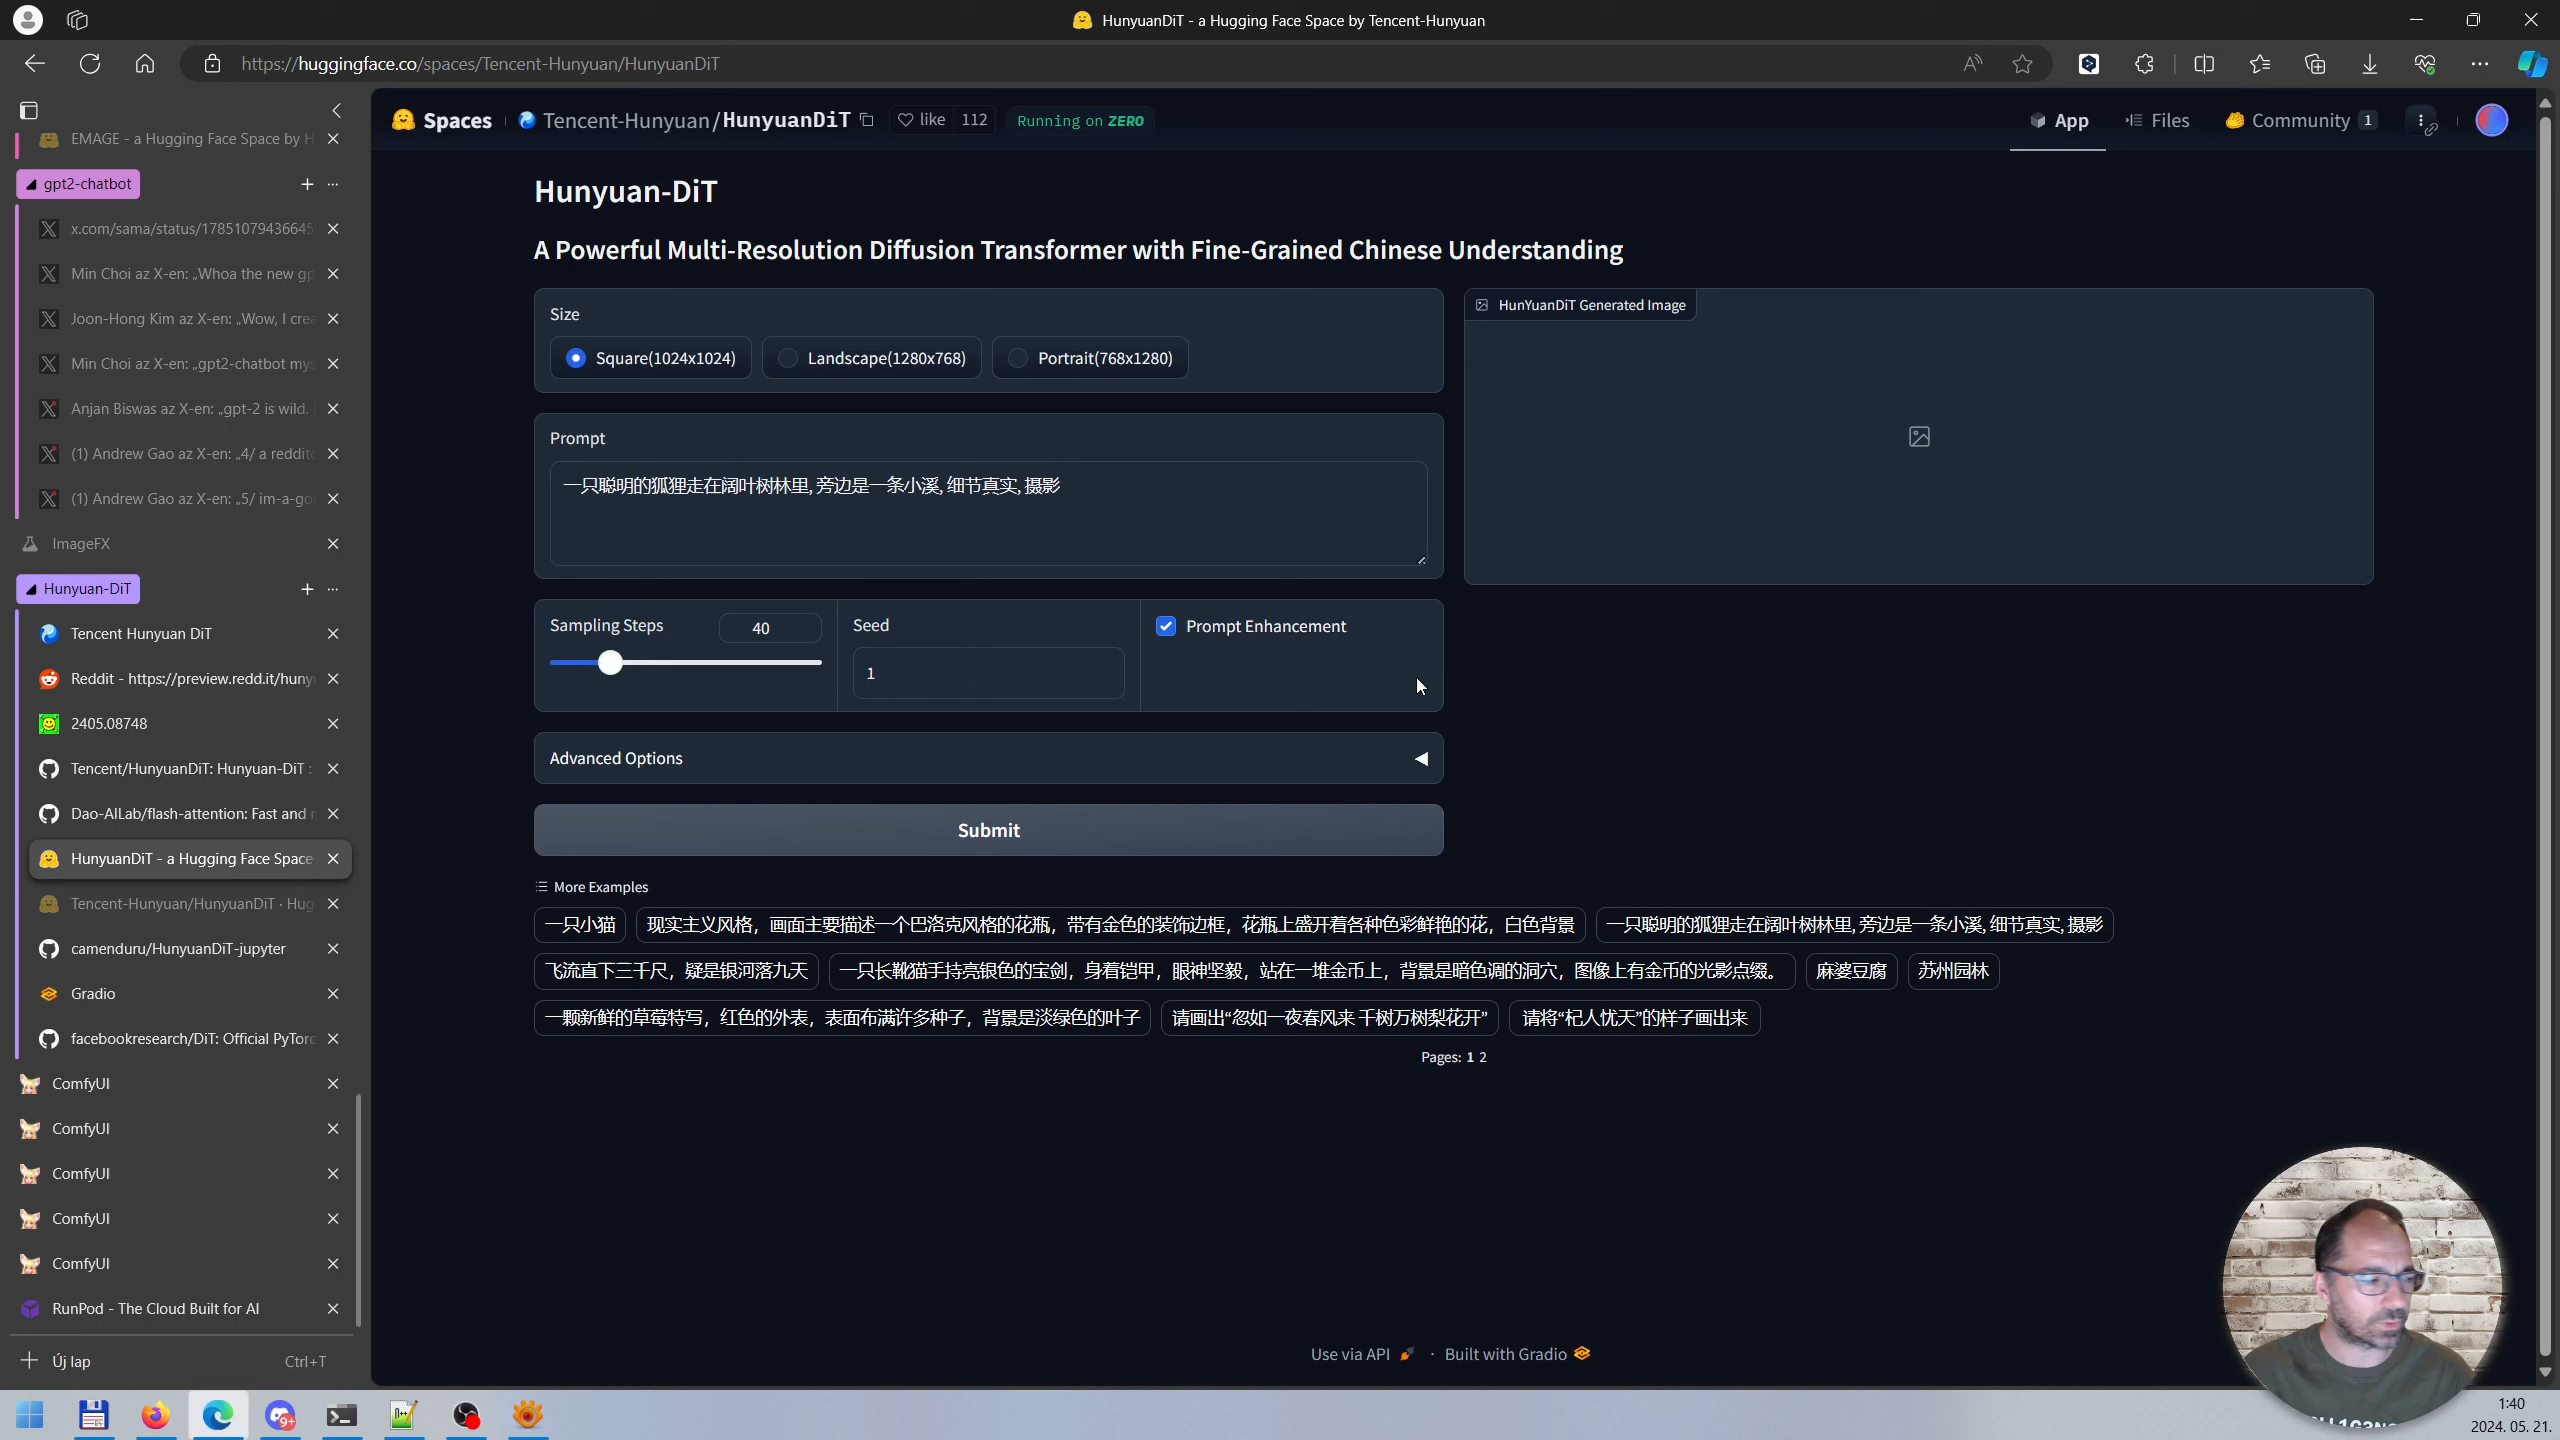 HunyuanDiT - a Hugging Face Space by Tencent-Hunyuan
https://huggingface.co/spaces/Tencent-Hunyuan/HunyuanDiT
EMAGE - a Hugging Face Space by H
gpt2-chatbot
x.com/sama/status/1785107943664
Min Choi az X-en: „Whoa the new gp
Joon-Hong Kim az X-en: „Wow, I crea
Min Choi az X-en: „gpt2-chatbot mys
Anjan Biswas az X-en: „gpt-2 is wild.
(1) Andrew Gao az X-en: „4/ a reddit
(1) Andrew Gao az X-en: „5/ im-a-go
ImageFX
Hunyuan-DiT
Tencent Hunyuan DiT
Reddit - https://preview.redd.it/huny
2405.08748
Tencent/HunyuanDiT: Hunyuan-DiT :
Dao-AILab/flash-attention: Fast and
HunyuanDiT - a Hugging Face Space
Tencent-Hunyuan/HunyuanDiT · Hug
camenduru/HunyuanDiT-jupyter
Gradio
facebookresearch/DiT: Official PyTorc
ComfyUI
ComfyUI
ComfyUI
ComfyUI
ComfyUI
RunPod - The Cloud Built for AI
Új lap Ctrl+T
Spaces Tencent-Hunyuan/HunyuanDiT like 112 Running on ZERO App Files Community 1
Hunyuan-DiT
A Powerful Multi-Resolution Diffusion Transformer with Fine-Grained Chinese Understanding
Size
Square(1024x1024) Landscape(1280x768) Portrait(768x1280)
HunYuanDiT Generated Image
Prompt
一只聪明的狐狸走在阔叶树林里, 旁边是一条小溪, 细节真实, 摄影
Sampling Steps 40 Seed Prompt Enhancement
1
Advanced Options
Submit
More Examples
一只小猫 现实主义风格，画面主要描述一个巴洛克风格的花瓶，带有金色的装饰边框，花瓶上盛开着各种色彩鲜艳的花，白色背景 一只聪明的狐狸走在阔叶树林里, 旁边是一条小溪, 细节真实, 摄影
飞流直下三千尺，疑是银河落九天 一只长靴猫手持亮银色的宝剑，身着铠甲，眼神坚毅，站在一堆金币上，背景是暗色调的洞穴，图像上有金币的光影点缀。 麻婆豆腐 苏州园林
一颗新鲜的草莓特写，红色的外表，表面布满许多种子，背景是淡绿色的叶子 请画出“忽如一夜春风来 千树万树梨花开” 请将“杞人忧天”的样子画出来
Pages: 1 2
Use via API · Built with Gradio
9+
1:40
2024. 05. 21.